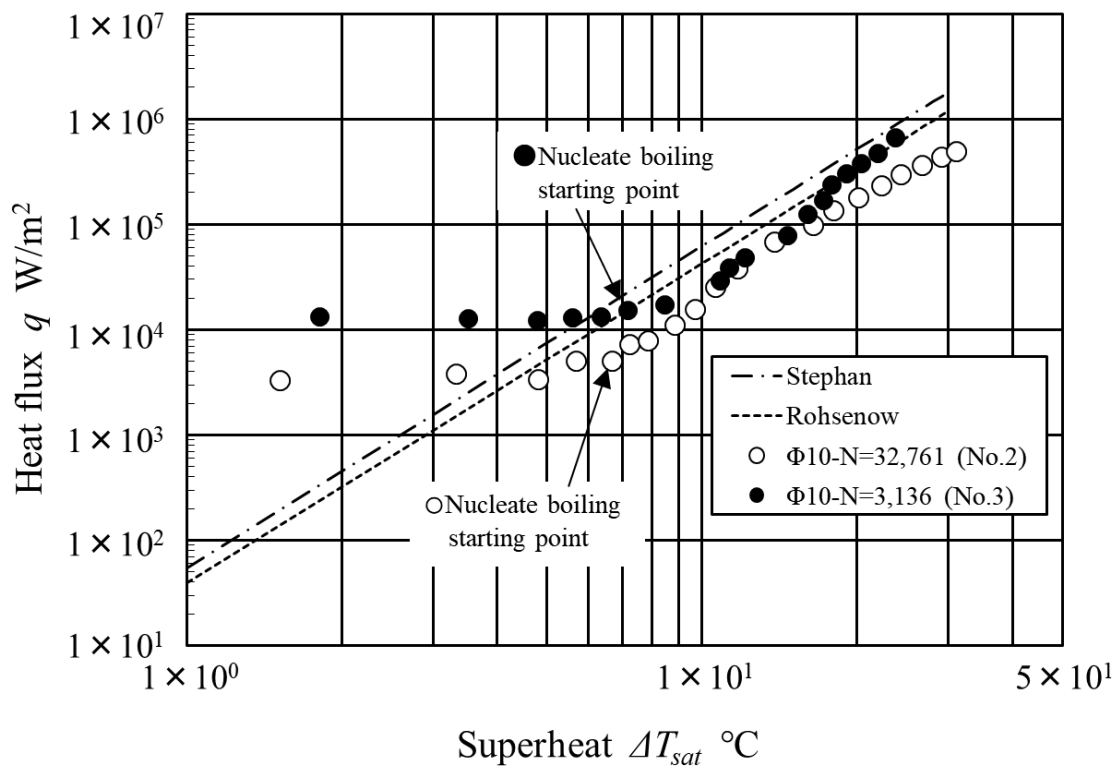 1×10⁷
1×10⁶
1×10⁵
1×10⁴
1×10³
1×10²
1×10¹
Heat flux q W/m²
●Nucleate boiling
starting point
○Nucleate boiling
starting point
Stephan
Rohsenow
Φ10-N=32,761 (No.2)
Φ10-N=3,136 (No.3)
1×10⁰
1×10¹
5×10¹
Superheat ΔTsat °C